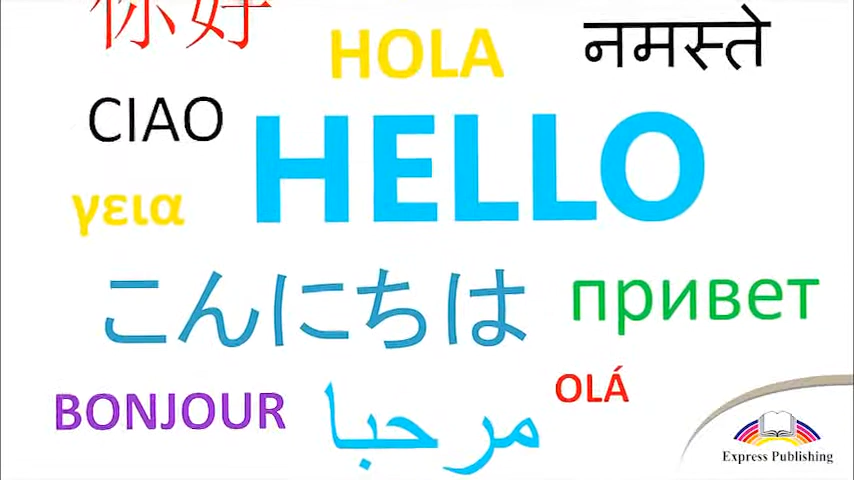 你好
HOLA
नमस्ते
CIAO
HELLO
γεια
こんにちは
привет
BONJOUR
مرحبا
OLÁ
Express Publishing